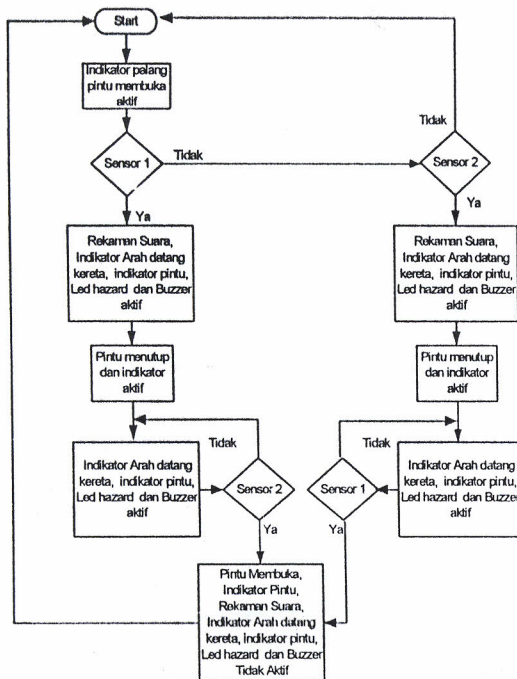 Start
Indikator palang
pintu membuka
aktif
Sensor 1
Tidak
Sensor 2
Tidak
Ya
Ya
Rekaman Suara,
Indikator Arah datang
kereta, indikator pintu,
Led hazard dan Buzzer
aktif
Rekaman Suara,
Indikator Arah datang
kereta, indikator pintu,
Led hazard dan Buzzer
aktif
Pintu menutup
dan indikator
aktif
Pintu menutup
dan indikator
aktif
Tidak
Tidak
Indikator Arah datang
kereta, indikator pintu,
Led hazard dan Buzzer
aktif
Sensor 2
Sensor 1
Indikator Arah datang
kereta, indikator pintu,
Led hazard dan Buzzer
aktif
Ya
Ya
Pintu Membuka,
Indikator Pintu,
Rekaman Suara,
Indikator Arah datang
kereta, indikator pintu,
Led hazard dan Buzzer
Tidak Aktif